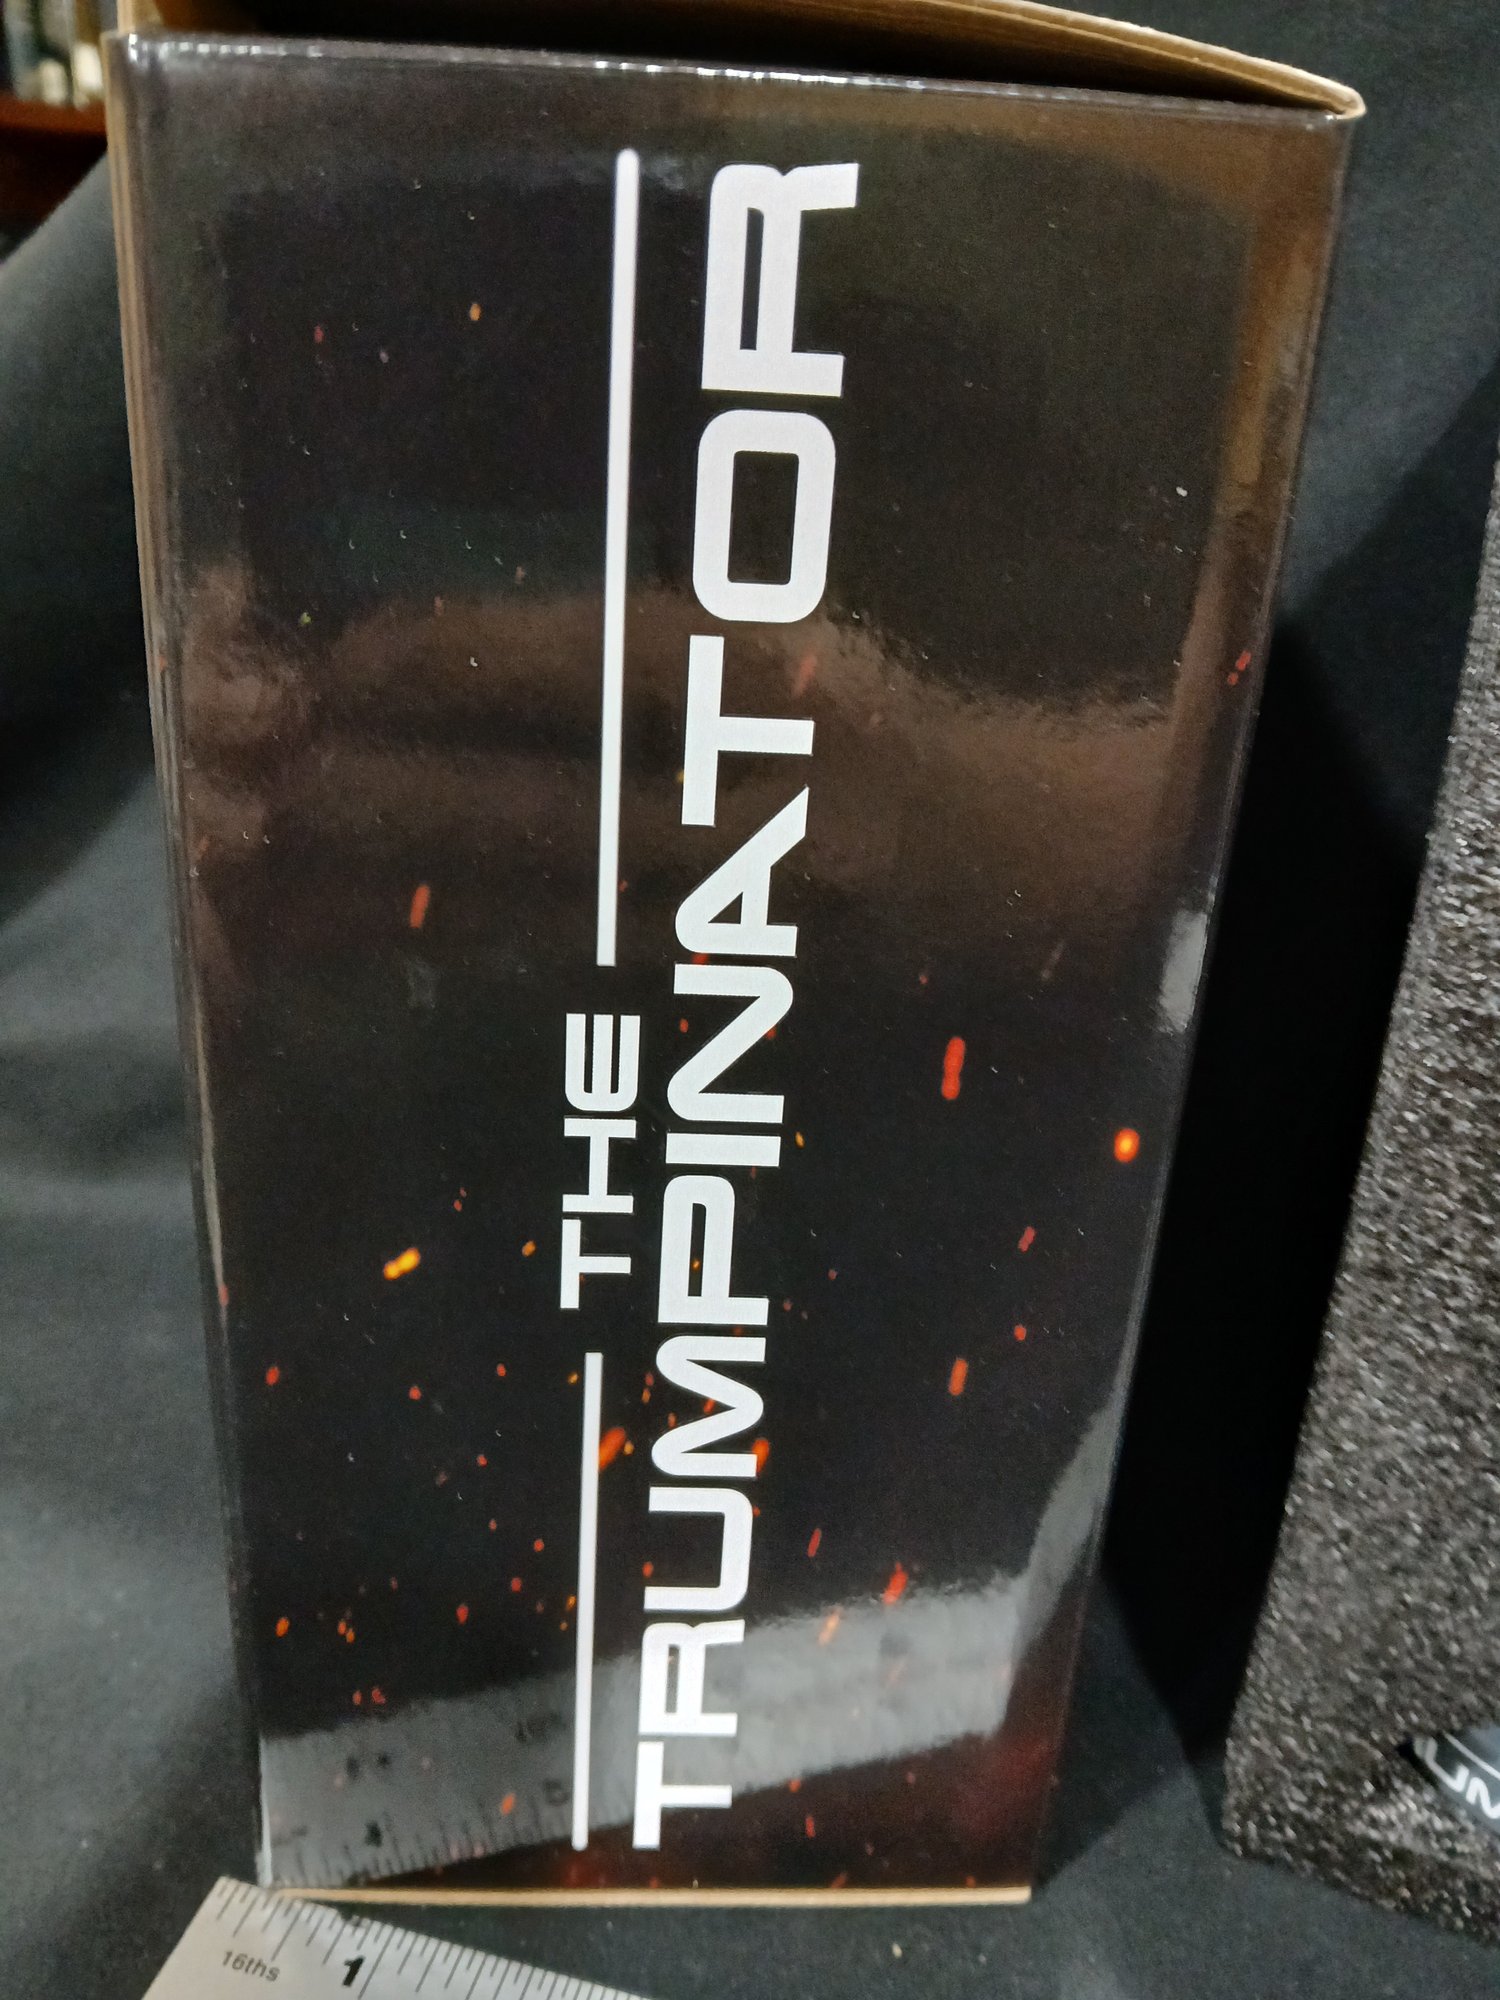 THE
TRUMPINATOR
16ths
1